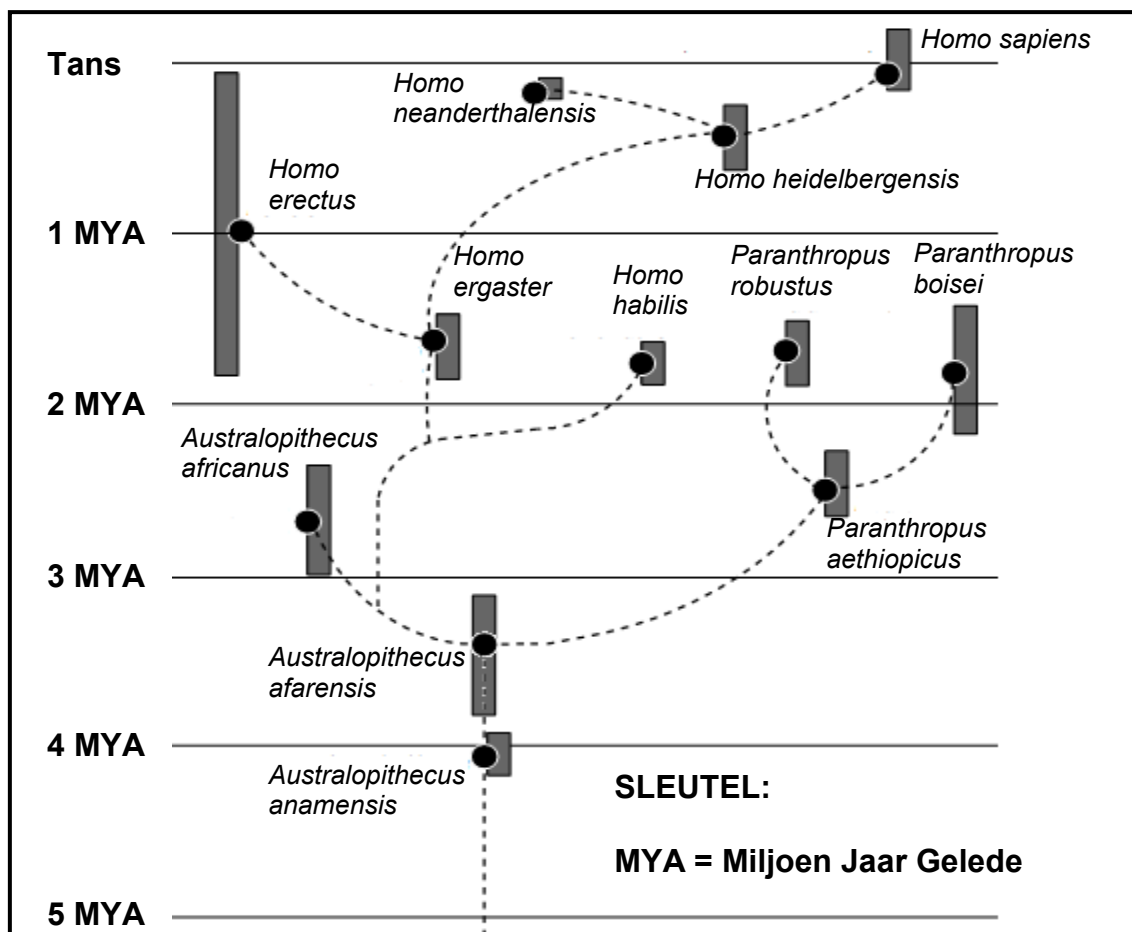 Tans
Homo sapiens
Homo
neanderthalensis
Homo
erectus
Homo heidelbergensis
1 MYA
Homo
ergaster
Homo
habilis
Paranthropus
robustus
Paranthropus
boisei
2 MYA
Australopithecus
africanus
Paranthropus
aethiopicus
3 MYA
Australopithecus
afarensis
4 MYA
Australopithecus
anamensis
SLEUTEL:
MYA = Miljoen Jaar Gelede
5 MYA